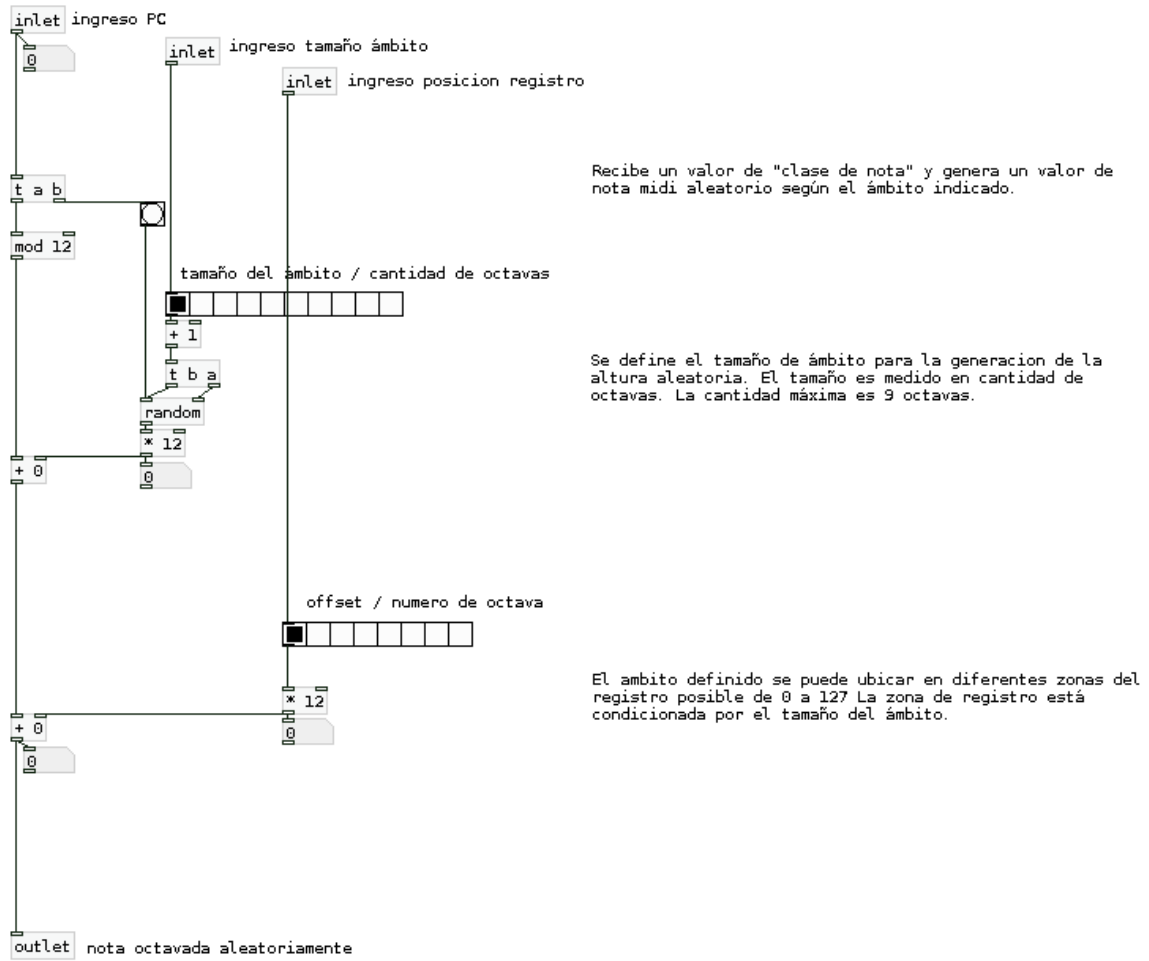 inlet ingreso PC
0
inlet ingreso tamaño ámbito
inlet ingreso posicion registro
Recibe un valor de "clase de nota" y genera un valor de
nota midi aleatorio según el ámbito indicado.
t a b
mod 12
tamaño del ámbito / cantidad de octavas
+ 1
t b a
random
* 12
+ 0
0
Se define el tamaño de ámbito para la generacion de la
altura aleatoria. El tamaño es medido en cantidad de
octavas. La cantidad máxima es 9 octavas.
offset / numero de octava
* 12
0
+ 0
0
El ambito definido se puede ubicar en diferentes zonas del
registro posible de 0 a 127 La zona de registro está
condicionada por el tamaño del ámbito.
outlet nota octavada aleatoriamente